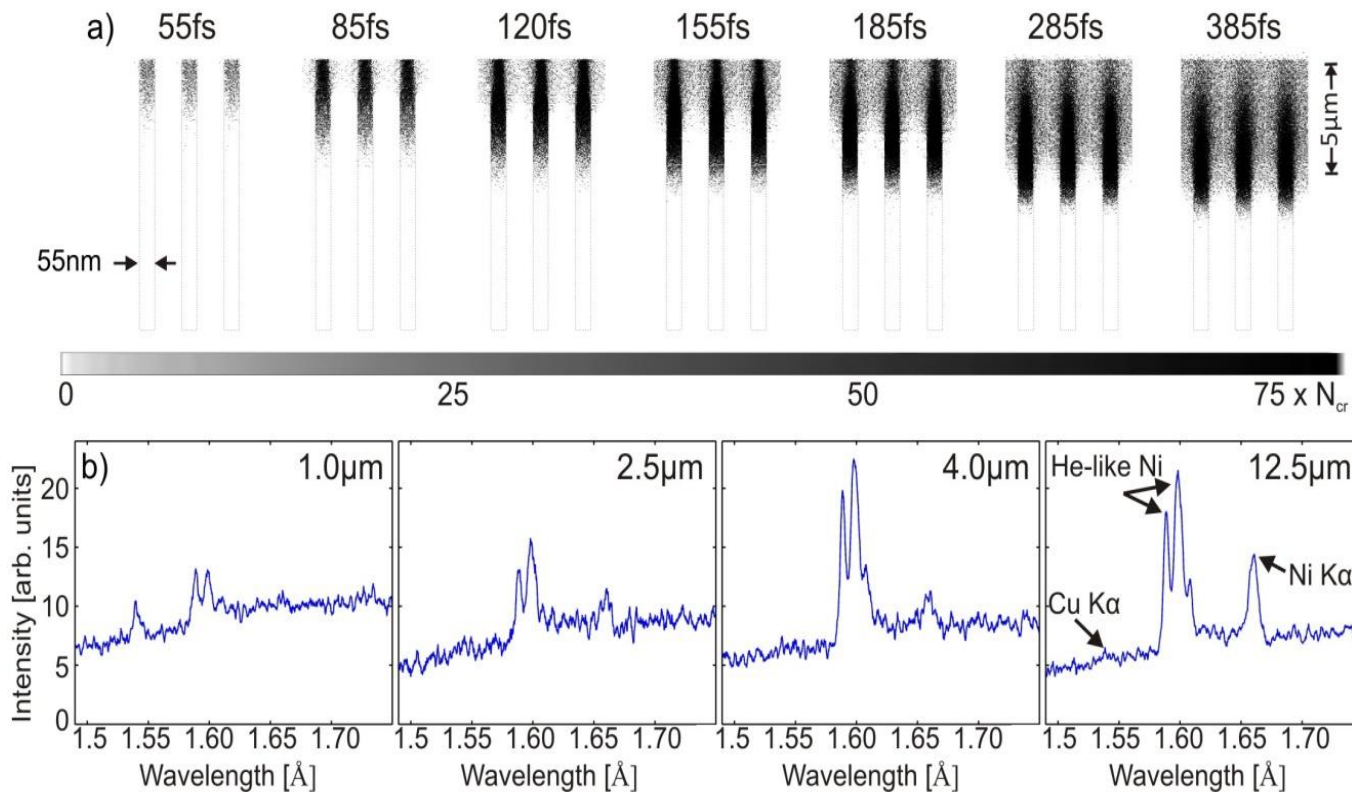 a) 55fs 85fs 120fs 155fs 185fs 285fs 385fs
5μm
55nm
0 25 50 75 x N_cr
b) 1.0μm 2.5μm 4.0μm 12.5μm
He-like Ni
Ni Kα
Cu Kα
Intensity [arb. units]
20
15
10
5
0
1.5 1.55 1.60 1.65 1.70 1.5 1.55 1.60 1.65 1.70 1.5 1.55 1.60 1.65 1.70 1.5 1.55 1.60 1.65 1.70
Wavelength [Å] Wavelength [Å] Wavelength [Å] Wavelength [Å]